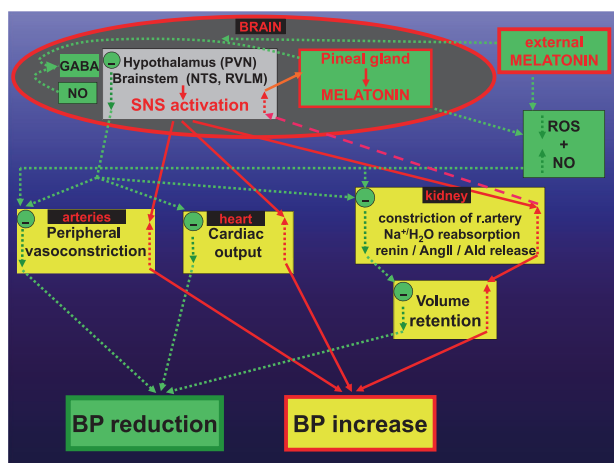 BRAIN
external
MELATONIN
GABA
NO
− Hypothalamus (PVN)
Brainstem (NTS, RVLM)
SNS activation
Pineal gland
MELATONIN
ROS
+
NO
− arteries
Peripheral
vasoconstriction
− heart
Cardiac
output
− kidney
constriction of r.artery
Na⁺/H₂O reabsorption
renin / AngII / Ald release
− Volume
retention
BP reduction
BP increase